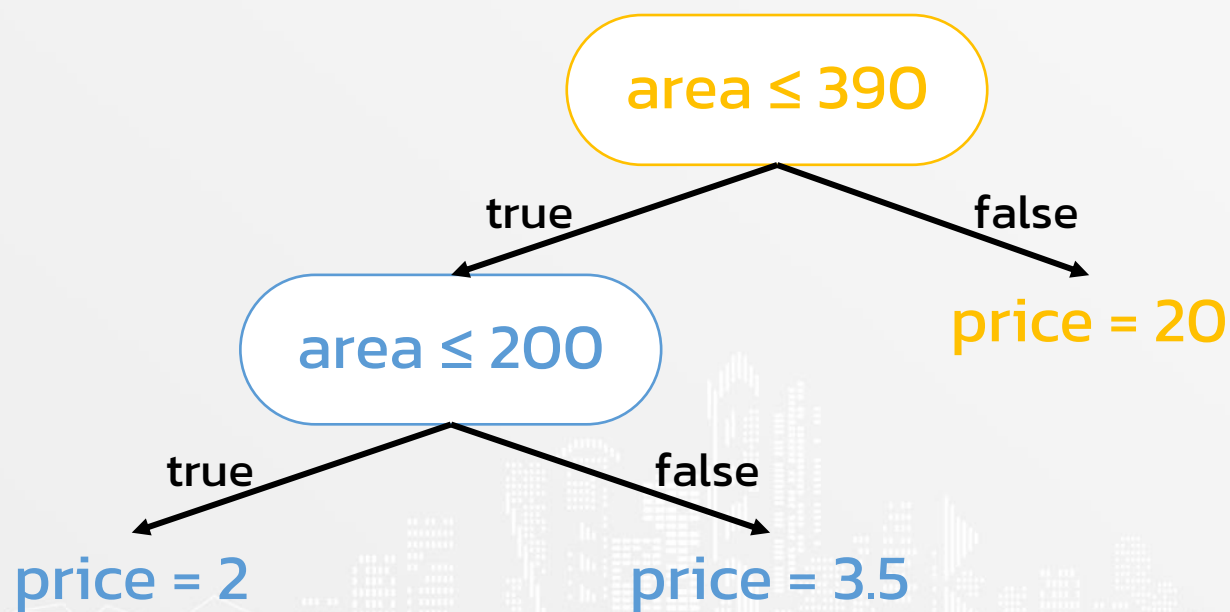 area ≤ 390
true
false
price = 20
area ≤ 200
true
false
price = 2
price = 3.5